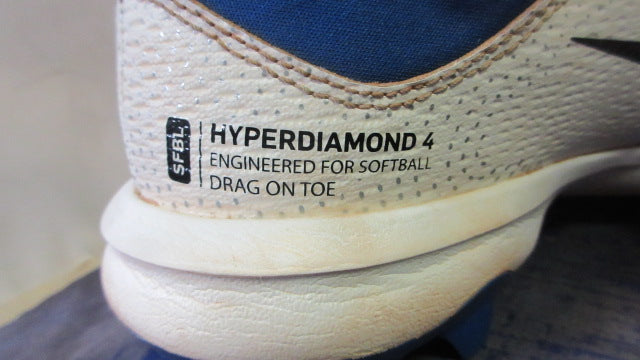 SFBL
HYPERDIAMOND 4
ENGINEERED FOR SOFTBALL
DRAG ON TOE